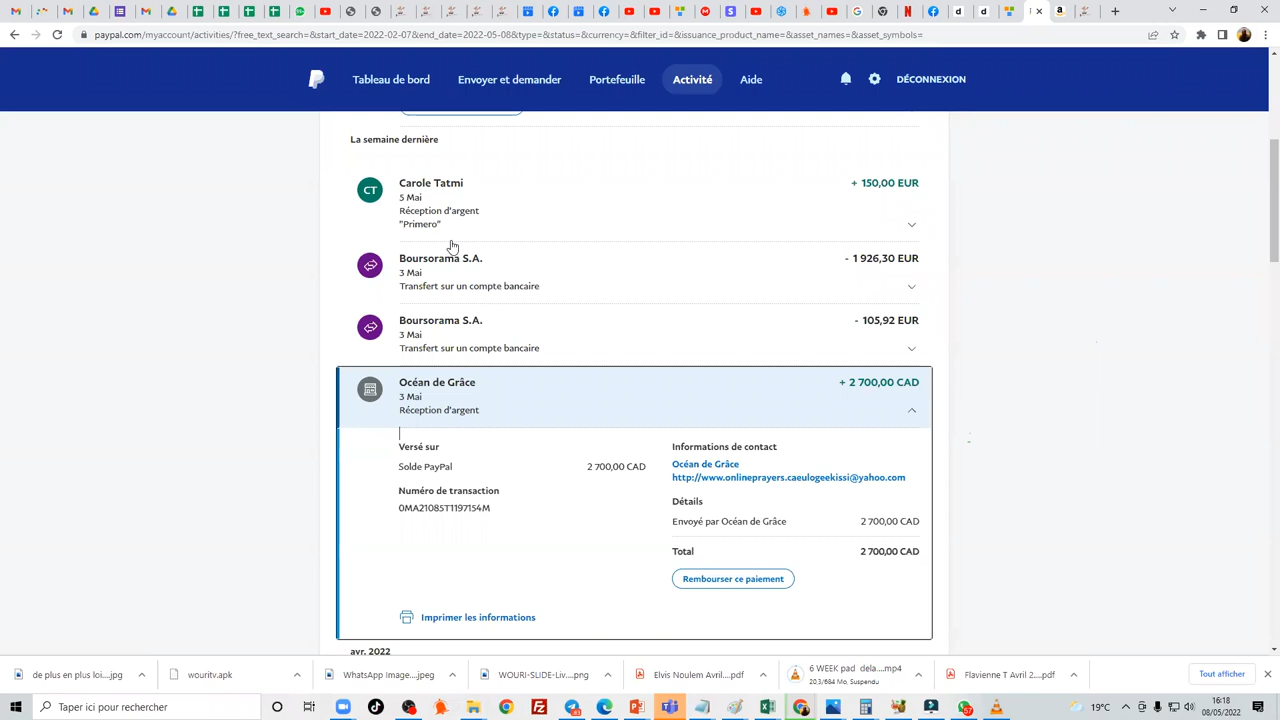 paypal.com/myaccount/activities/?free_text_search=&start_date=2022-02-07&end_date=2022-05-08&type=&status=&currency=&filter_id=&issuance_product_name=&asset_names=&asset_symbols=
Tableau de bord Envoyer et demander Portefeuille Activité Aide DÉCONNEXION
La semaine dernière
CT Carole Tatmi + 150,00 EUR
5 Mai
Réception d'argent
"Primero"
Boursorama S.A. - 1 926,30 EUR
3 Mai
Transfert sur un compte bancaire
Boursorama S.A. - 105,92 EUR
3 Mai
Transfert sur un compte bancaire
Océan de Grâce + 2 700,00 CAD
3 Mai
Réception d'argent
Versé sur
Solde PayPal 2 700,00 CAD
Numéro de transaction
0MA21085T1197154M
Informations de contact
Océan de Grâce
http://www.onlineprayers.caeulogeekissi@yahoo.com
Détails
Envoyé par Océan de Grâce 2 700,00 CAD
Total 2 700,00 CAD
Rembourser ce paiement
Imprimer les informations
avr. 2022
de plus en plus loi....jpg wouritv.apk WhatsApp Image....jpeg WOURI-SLIDE-Liv....png Elvis Noulem Avril....pdf 6 WEEK pad dela....mp4 Flavienne T Avril 2....pdf Tout afficher
20,3/684 Mo, Suspendu
Taper ici pour rechercher 19°C 16:18
08/05/2022